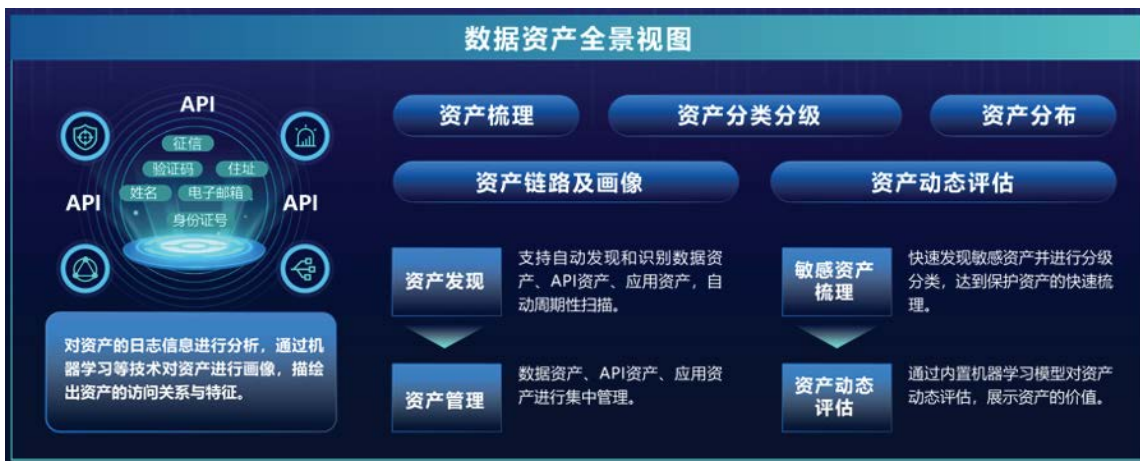 数据资产全景视图
API
征信
验证码 住址
姓名 电子邮箱
API API
身份证号
对资产的日志信息进行分析，通过机
器学习等技术对资产进行画像，描绘
出资产的访问关系与特征。
资产梳理 资产分类分级 资产分布
资产链路及画像 资产动态评估
资产发现
支持自动发现和识别数据资
产、API资产、应用资产，自
动周期性扫描。
资产管理
数据资产、API资产、应用资
产进行集中管理。
敏感资产
梳理
快速发现敏感资产并进行分级
分类，达到保护资产的快速梳
理。
资产动态
评估
通过内置机器学习模型对资产
动态评估，展示资产的价值。